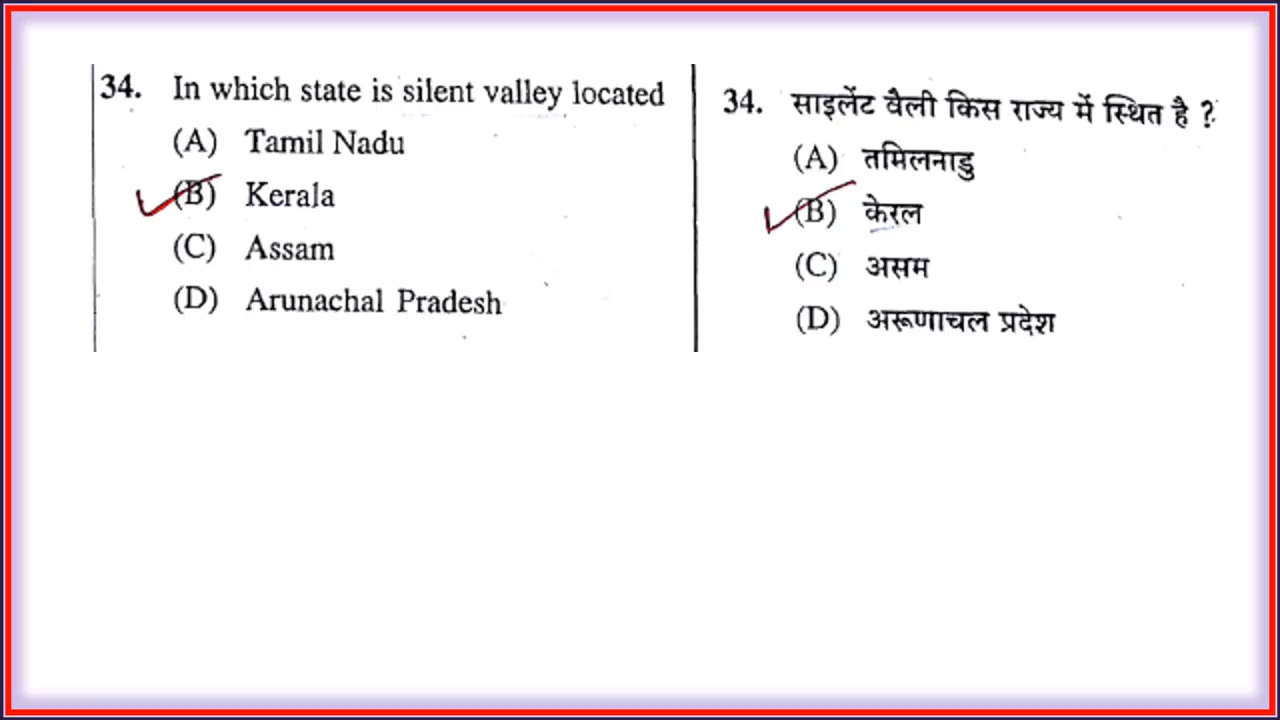 34. In which state is silent valley located
(A) Tamil Nadu
(B) Kerala
(C) Assam
(D) Arunachal Pradesh
34. साइलेंट वैली किस राज्य में स्थित है ?
(A) तमिलनाडु
(B) केरल
(C) असम
(D) अरूणाचल प्रदेश